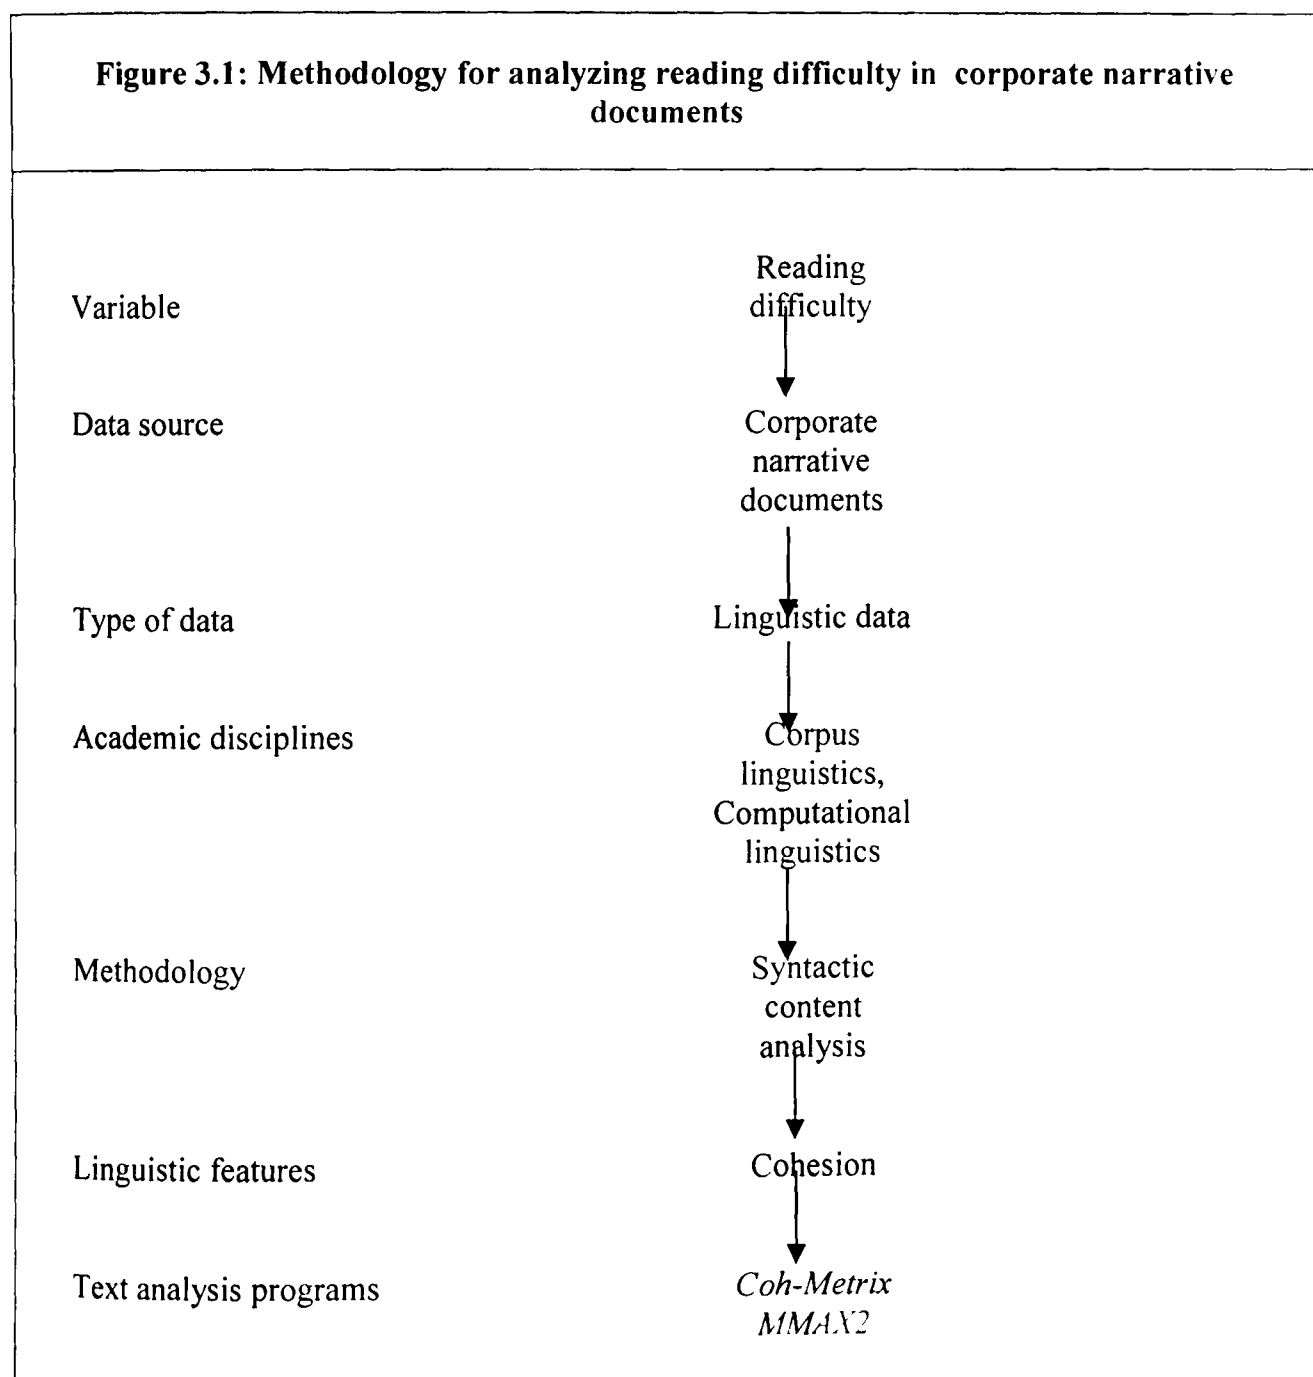 Figure 3.1: Methodology for analyzing reading difficulty in corporate narrative
documents
Variable
Reading
difficulty
Data source
Corporate
narrative
documents
Type of data
Linguistic data
Academic disciplines
Corpus
linguistics,
Computational
linguistics
Methodology
Syntactic
content
analysis
Linguistic features
Cohesion
Text analysis programs
Coh-Metrix
MMAX2